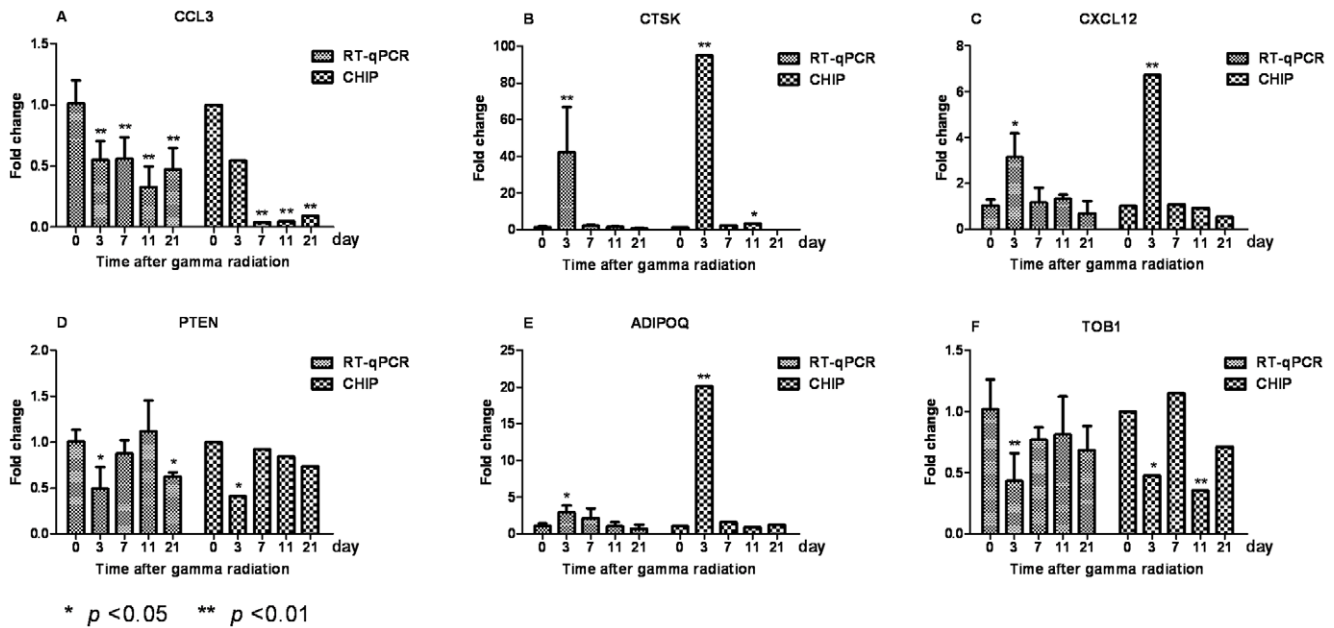 A CCL3
1.5
1.0
0.5
0.0
Fold change
RT-qPCR
CHIP
** ** ** ** ** ** **
0 3 7 11 21 0 3 7 11 21 day
Time after gamma radiation
B CTSK
100
80
60
40
20
0
Fold change
RT-qPCR
CHIP
** ** *
0 3 7 11 21 0 3 7 11 21 day
Time after gamma radiation
C CXCL12
8
6
4
2
0
Fold change
RT-qPCR
CHIP
* **
0 3 7 11 21 0 3 7 11 21 day
Time after gamma radiation
D PTEN
2.0
1.5
1.0
0.5
0.0
Fold change
RT-qPCR
CHIP
* * *
0 3 7 11 21 0 3 7 11 21 day
Time after gamma radiation
E ADIPOQ
25
20
15
10
5
0
Fold change
RT-qPCR
CHIP
* **
0 3 7 11 21 0 3 7 11 21 day
Time after gamma radiation
F TOB1
1.5
1.0
0.5
0.0
Fold change
RT-qPCR
CHIP
** * **
0 3 7 11 21 0 3 7 11 21 day
Time after gamma radiation
* p <0.05 ** p <0.01